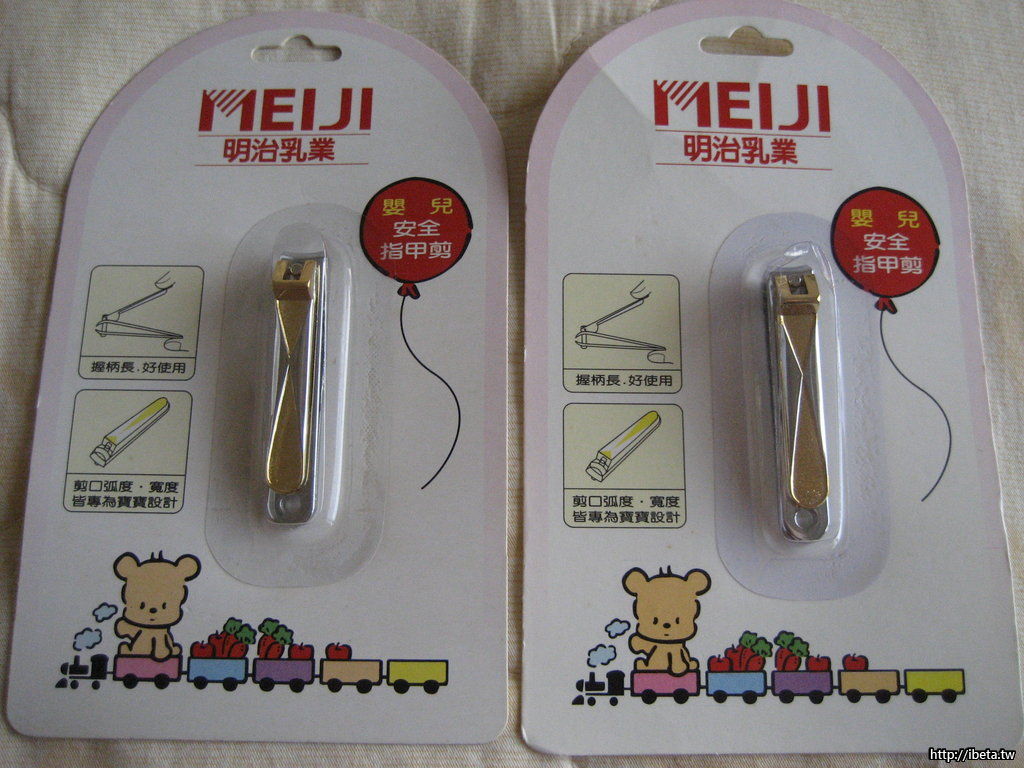 MEIJI
明治乳業
嬰 兒
安全
指甲剪
握柄長.好使用
剪口弧度·寬度
皆專為寶寶設計
MEIJI
明治乳業
嬰 兒
安全
指甲剪
握柄長.好使用
剪口弧度·寬度
皆專為寶寶設計
http://ibeta.tw